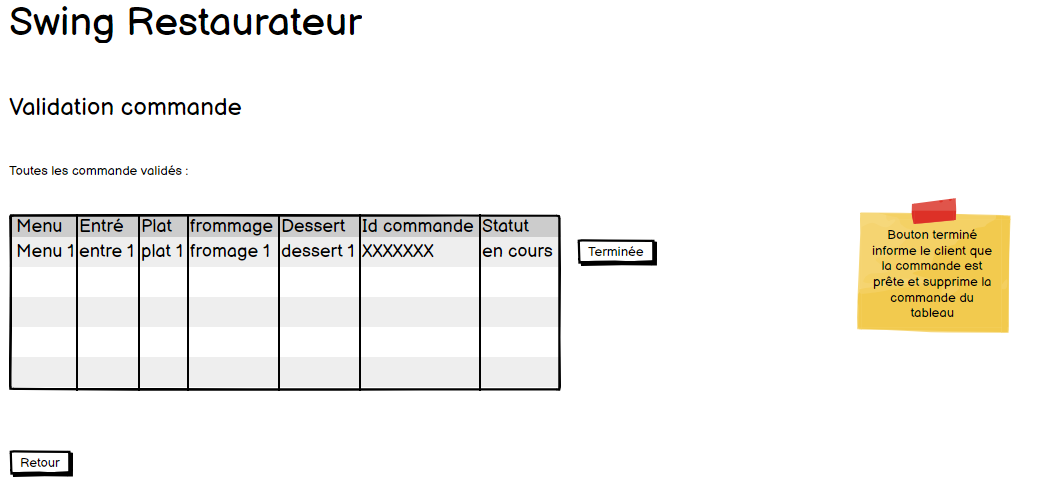 Swing Restaurateur
Validation commande
Toutes les commande validés :
Menu Entré Plat frommage Dessert Id commande Statut
Menu 1 entre 1 plat 1 fromage 1 dessert 1 XXXXXXX en cours
Terminée
Bouton terminé
informe le client que
la commande est
prête et supprime la
commande du
tableau
Retour